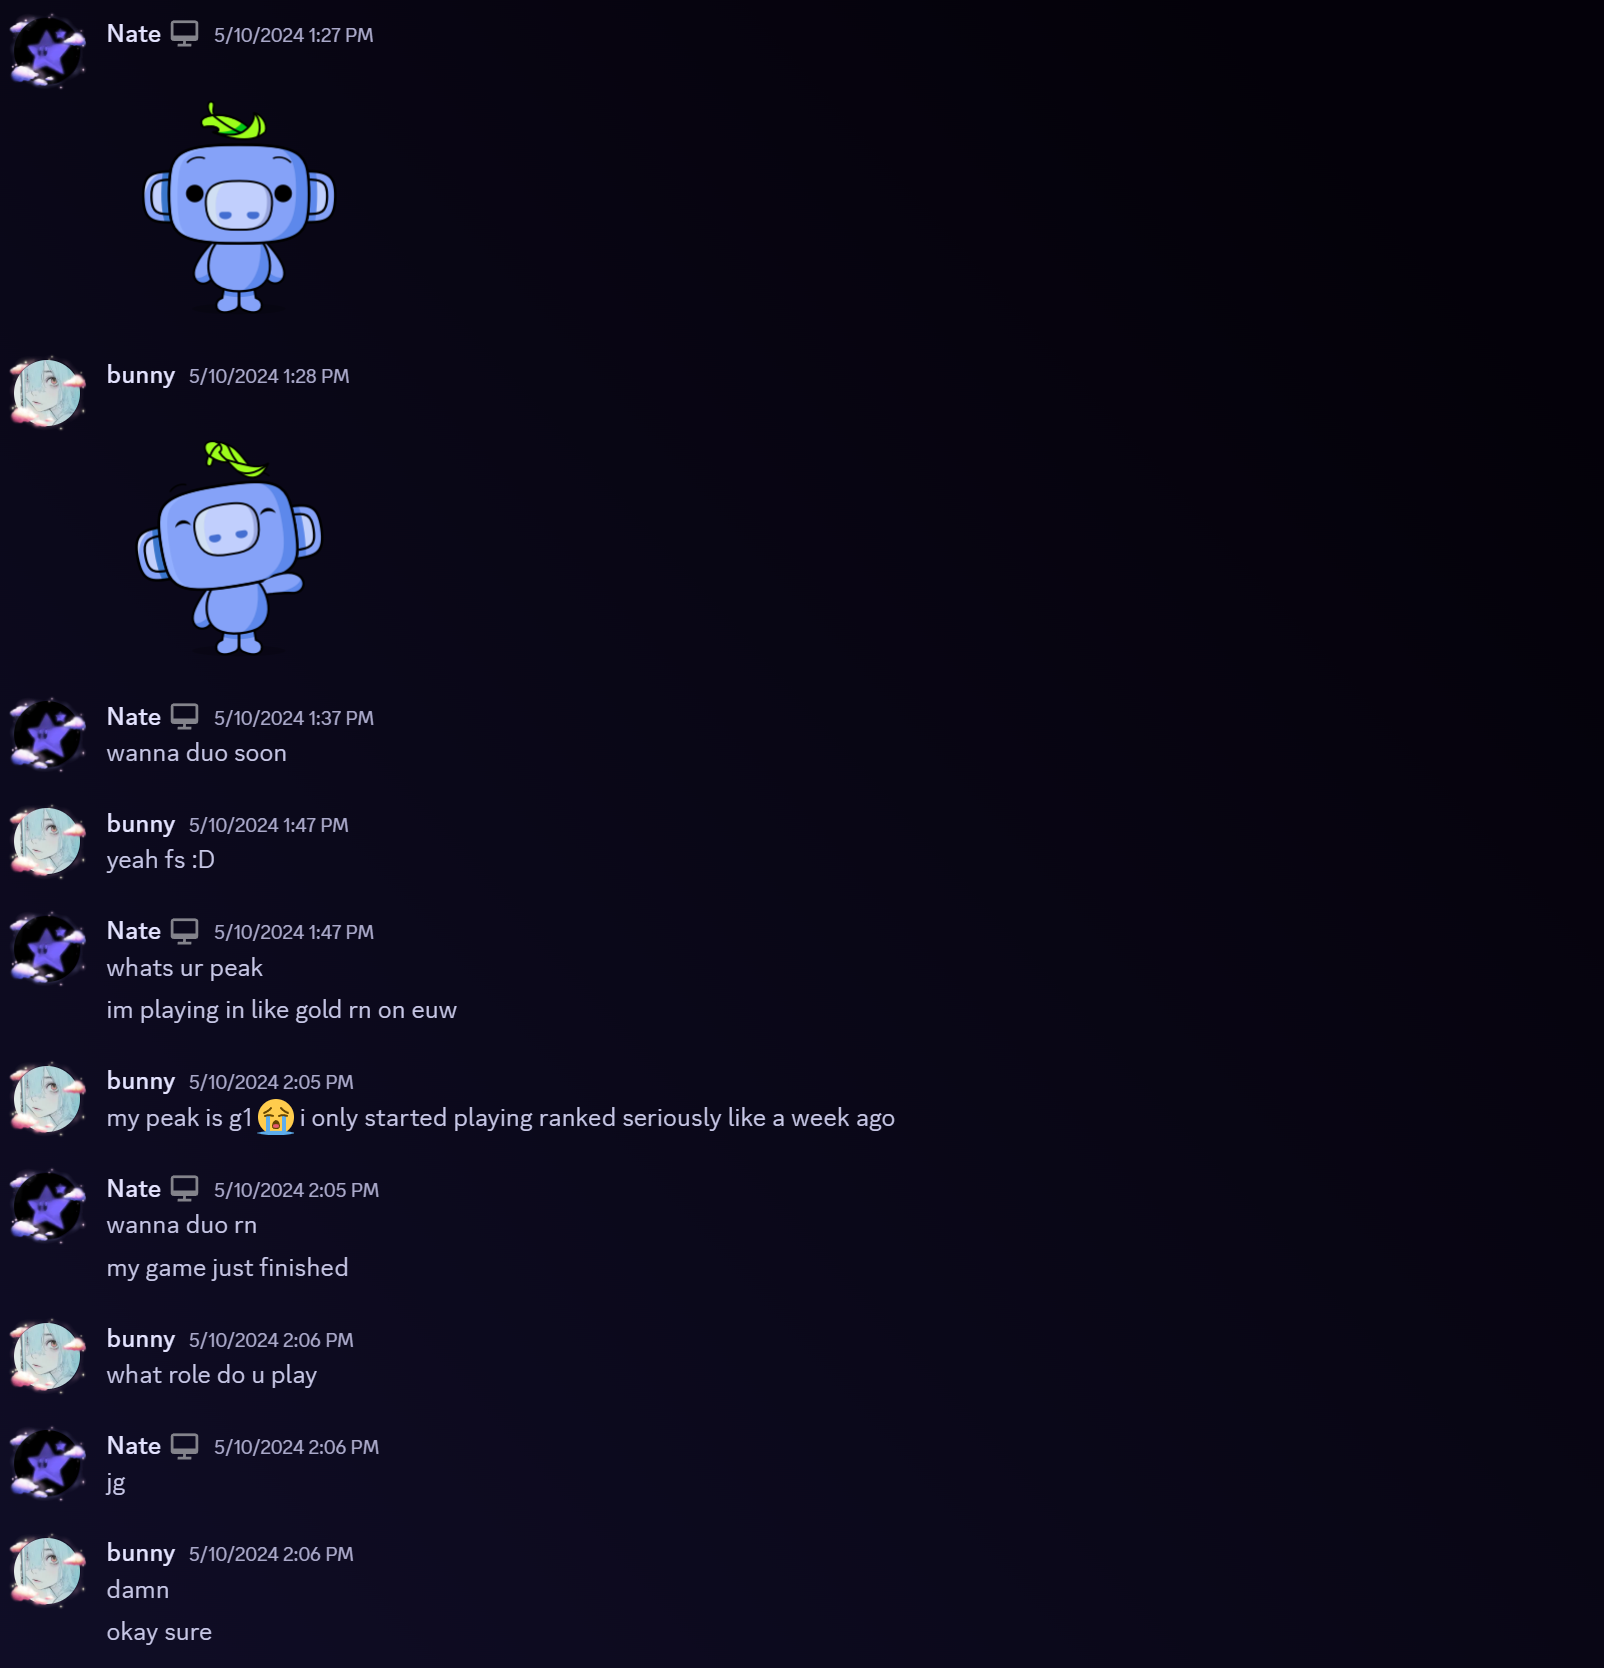 Nate 5/10/2024 1:27 PM
bunny 5/10/2024 1:28 PM
Nate 5/10/2024 1:37 PM
wanna duo soon
bunny 5/10/2024 1:47 PM
yeah fs :D
Nate 5/10/2024 1:47 PM
whats ur peak
im playing in like gold rn on euw
bunny 5/10/2024 2:05 PM
my peak is g1 😭 i only started playing ranked seriously like a week ago
Nate 5/10/2024 2:05 PM
wanna duo rn
my game just finished
bunny 5/10/2024 2:06 PM
what role do u play
Nate 5/10/2024 2:06 PM
jg
bunny 5/10/2024 2:06 PM
damn
okay sure